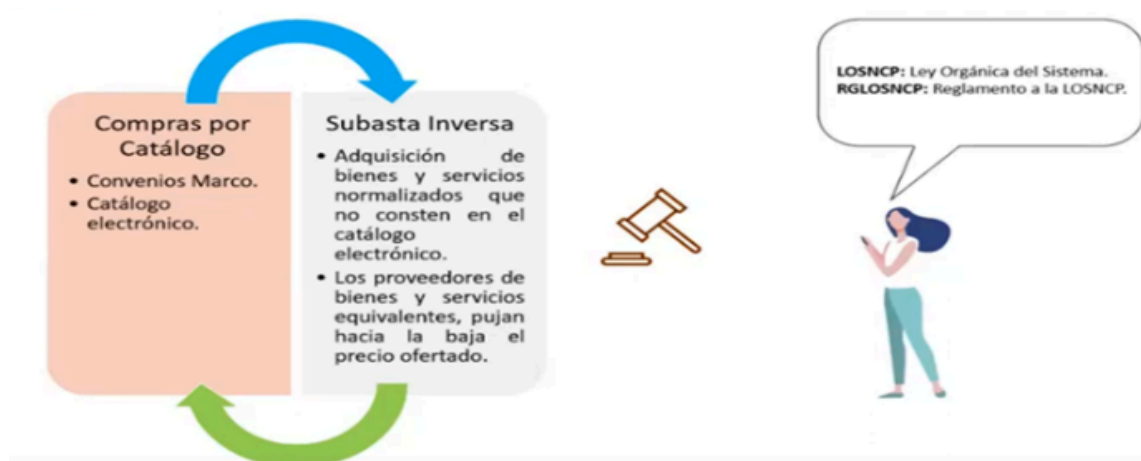 Compras por
Catálogo
• Convenios Marco.
• Catálogo
electrónico.
Subasta Inversa
• Adquisición de
bienes y servicios
normalizados que
no consten en el
catálogo
electrónico.
• Los proveedores de
bienes y servicios
equivalentes, pujan
hacia la baja el
precio ofertado.
LOSNCP: Ley Orgánica del Sistema.
RGLOSNCP: Reglamento a la LOSNCP.